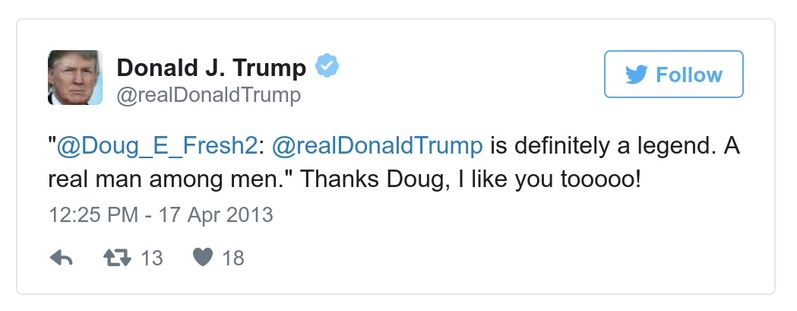 Donald J. Trump
@realDonaldTrump
Follow
"@Doug_E_Fresh2: @realDonaldTrump is definitely a legend. A
real man among men." Thanks Doug, I like you tooooo!
12:25 PM - 17 Apr 2013
13 18